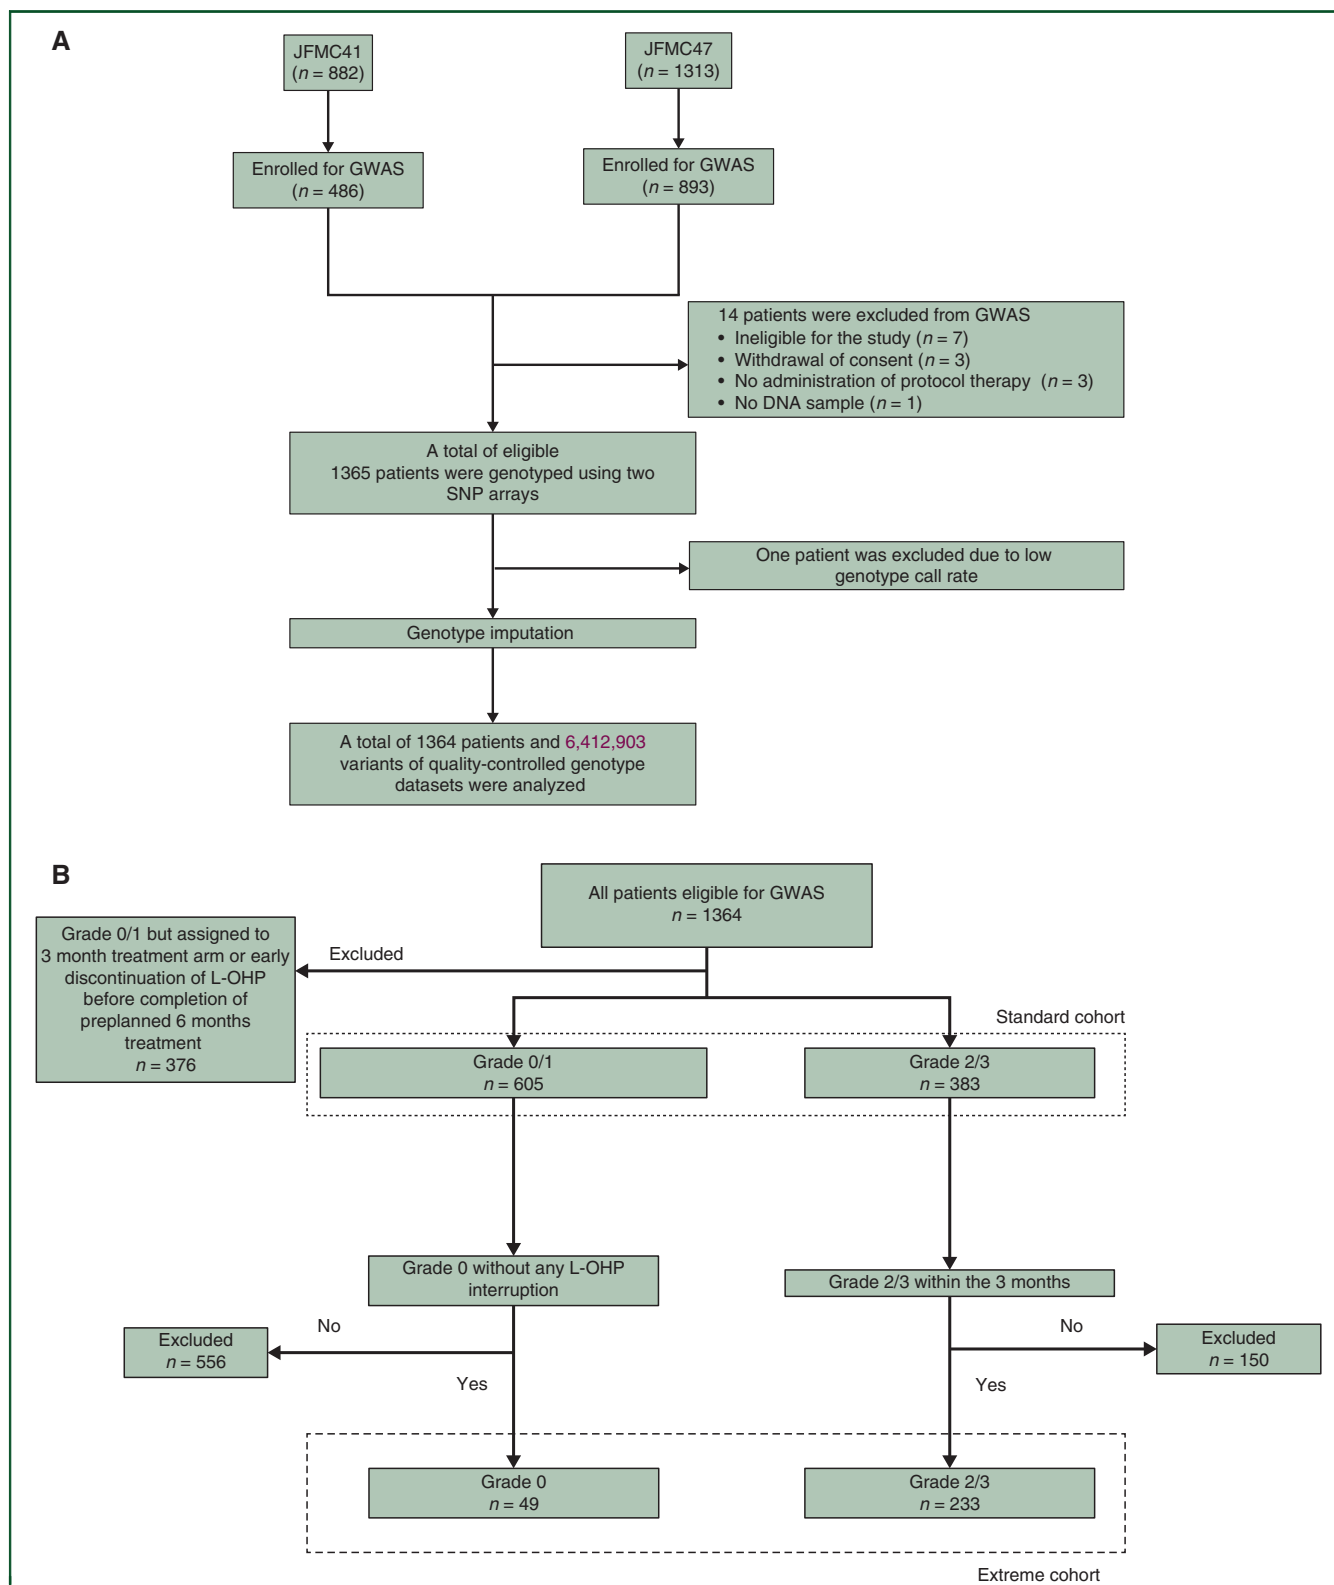 A
JFMC41
(n = 882)
JFMC47
(n = 1313)
Enrolled for GWAS
(n = 486)
Enrolled for GWAS
(n = 893)
14 patients were excluded from GWAS
• Ineligible for the study (n = 7)
• Withdrawal of consent (n = 3)
• No administration of protocol therapy (n = 3)
• No DNA sample (n = 1)
A total of eligible
1365 patients were genotyped using two
SNP arrays
One patient was excluded due to low
genotype call rate
Genotype imputation
A total of 1364 patients and 6,412,903
variants of quality-controlled genotype
datasets were analyzed
B
All patients eligible for GWAS
n = 1364
Grade 0/1 but assigned to
3 month treatment arm or early
discontinuation of L-OHP
before completion of
preplanned 6 months
treatment
n = 376
Excluded
Standard cohort
Grade 0/1
n = 605
Grade 2/3
n = 383
Grade 0 without any L-OHP
interruption
Grade 2/3 within the 3 months
No
Excluded
n = 556
Yes
No
Excluded
n = 150
Yes
Grade 0
n = 49
Grade 2/3
n = 233
Extreme cohort